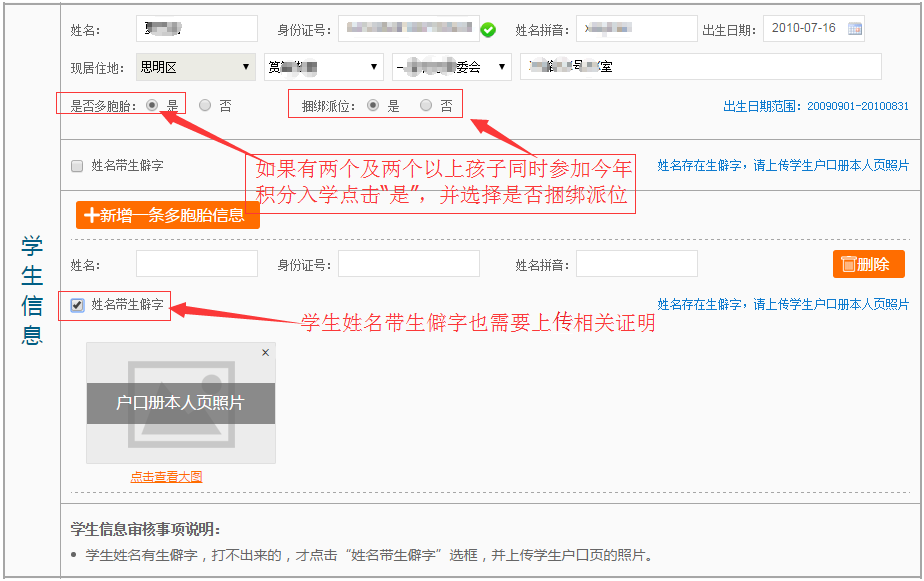 姓名： 身份证号： 姓名拼音： 出生日期： 2010-07-16
现居住地： 思明区 委会 室
是否多胞胎： 是 否 捆绑派位： 是 否 出生日期范围：20090901-20100831
如果有两个及两个以上孩子同时参加今年
积分入学点击“是”，并选择是否捆绑派位
姓名带生僻字 姓名存在生僻字，请上传学生户口册本人页照片
新增一条多胞胎信息
学生信息
姓名： 身份证号： 姓名拼音： 删除
姓名带生僻字 姓名存在生僻字，请上传学生户口册本人页照片
学生姓名带生僻字也需要上传相关证明
×
户口册本人页照片
点击查看大图
学生信息审核事项说明：
• 学生姓名有生僻字，打不出来的，才点击“姓名带生僻字”选框，并上传学生户口页的照片。